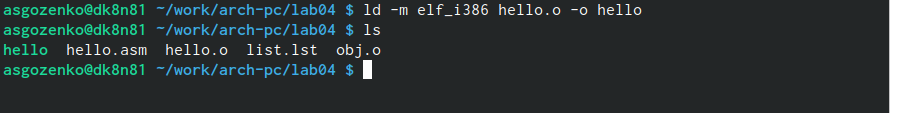 asgozenko@dk8n81 ~/work/arch-pc/lab04 $ ld -m elf_i386 hello.o -o hello
asgozenko@dk8n81 ~/work/arch-pc/lab04 $ ls
hello  hello.asm  hello.o  list.lst  obj.o
asgozenko@dk8n81 ~/work/arch-pc/lab04 $